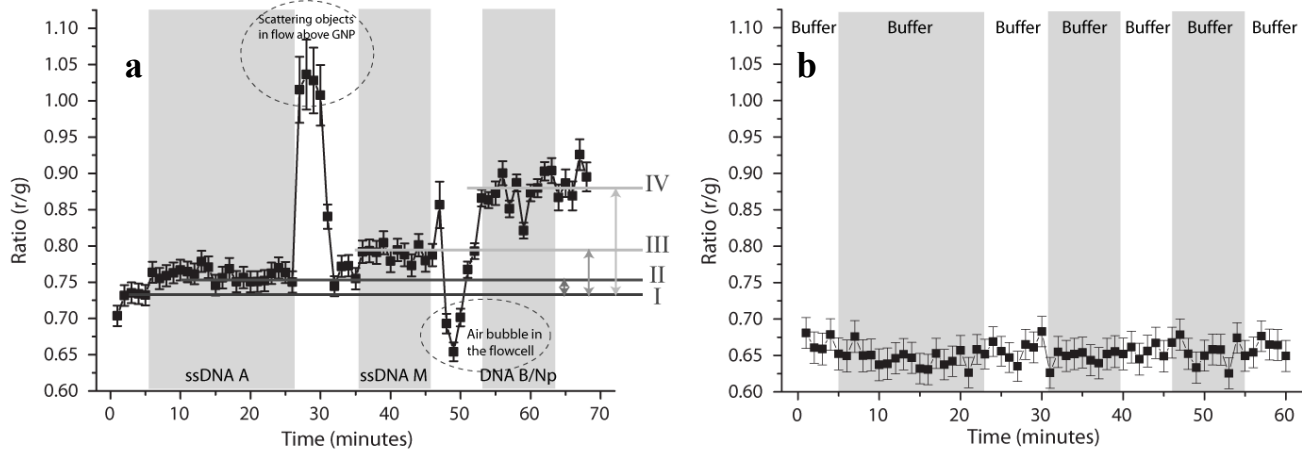 a
Scattering objects
in flow above GNP
1.10
1.05
1.00
0.95
0.90
0.85
0.80
0.75
0.70
0.65
0.60
Ratio (r/g)
IV
III
II
I
Air bubble in
the flowcell
ssDNA A
ssDNA M
DNA B/Np
0 10 20 30 40 50 60 70
Time (minutes)
b
Buffer Buffer Buffer Buffer Buffer Buffer Buffer
1.10
1.05
1.00
0.95
0.90
0.85
0.80
0.75
0.70
0.65
0.60
Ratio (r/g)
0 10 20 30 40 50 60
Time (minutes)